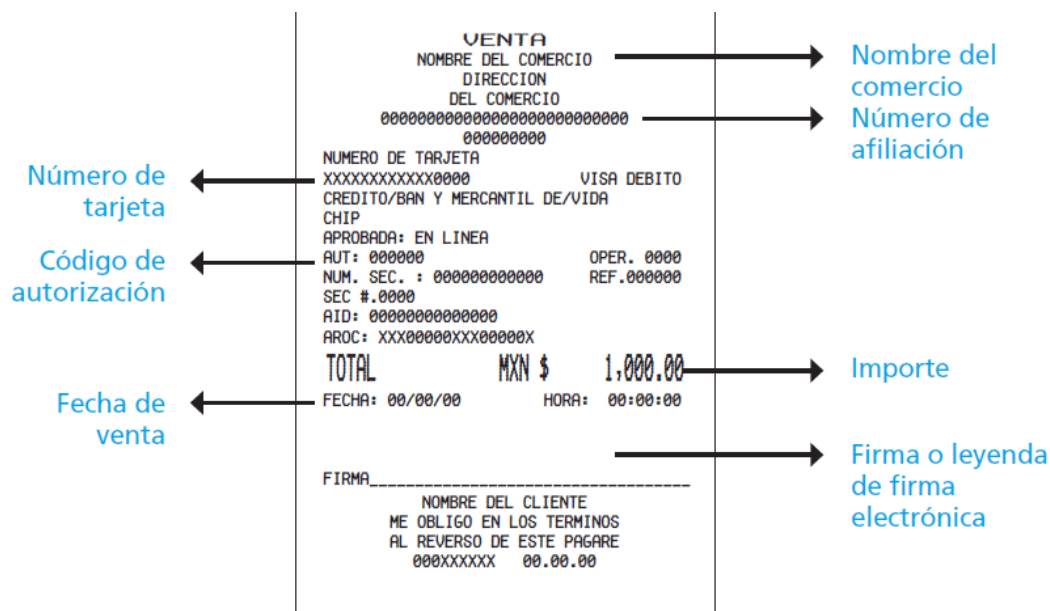 VENTA
NOMBRE DEL COMERCIO
DIRECCION
DEL COMERCIO
000000000000000000000000000
000000000
NUMERO DE TARJETA
XXXXXXXXXXXX0000 VISA DEBITO
CREDITO/BAN Y MERCANTIL DE/VIDA
CHIP
APROBADA: EN LINEA
AUT: 000000 OPER. 0000
NUM. SEC. : 000000000000 REF.000000
SEC #.0000
AID: 00000000000000
AROC: XXX00000XXX00000X
TOTAL MXN $ 1,000.00
FECHA: 00/00/00 HORA: 00:00:00
FIRMA
NOMBRE DEL CLIENTE
ME OBLIGO EN LOS TERMINOS
AL REVERSO DE ESTE PAGARE
000XXXXXX 00.00.00
Número de
tarjeta
Código de
autorización
Fecha de
venta
Nombre del
comercio
Número de
afiliación
Importe
Firma o leyenda
de firma
electrónica